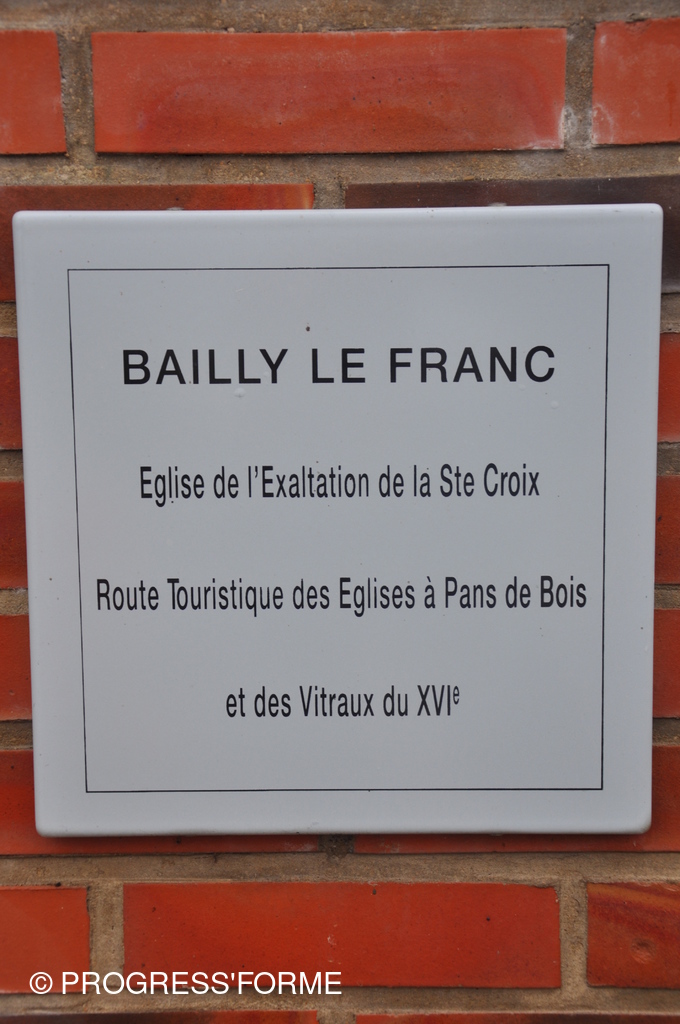 BAILLY LE FRANC
Eglise de l'Exaltation de la Ste Croix
Route Touristique des Eglises à Pans de Bois
et des Vitraux du XVIe
© PROGRESS'FORME